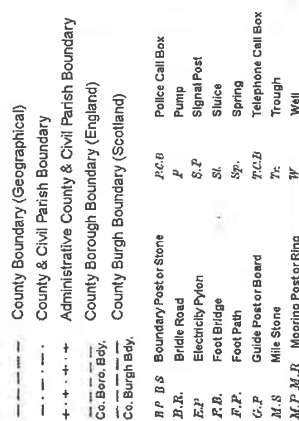 County Boundary (Geographical)
County & Civil Parish Boundary
Administrative County & Civil Parish Boundary
Co. Boro. Bdy. County Borough Boundary (England)
Co. Burgh Bdy. County Burgh Boundary (Scotland)
B P B S Boundary Post or Stone P.C.B Police Call Box
B.R. Bridle Road P Pump
E.P Electricity Pylon S.P Signal Post
F.B. Foot Bridge Sl. Sluice
F.P. Foot Path Sp. Spring
G.P Guide Post or Board T.C.B Telephone Call Box
M.S Mile Stone Tr. Trough
M.P M.R Mooring Post or Ring W Well